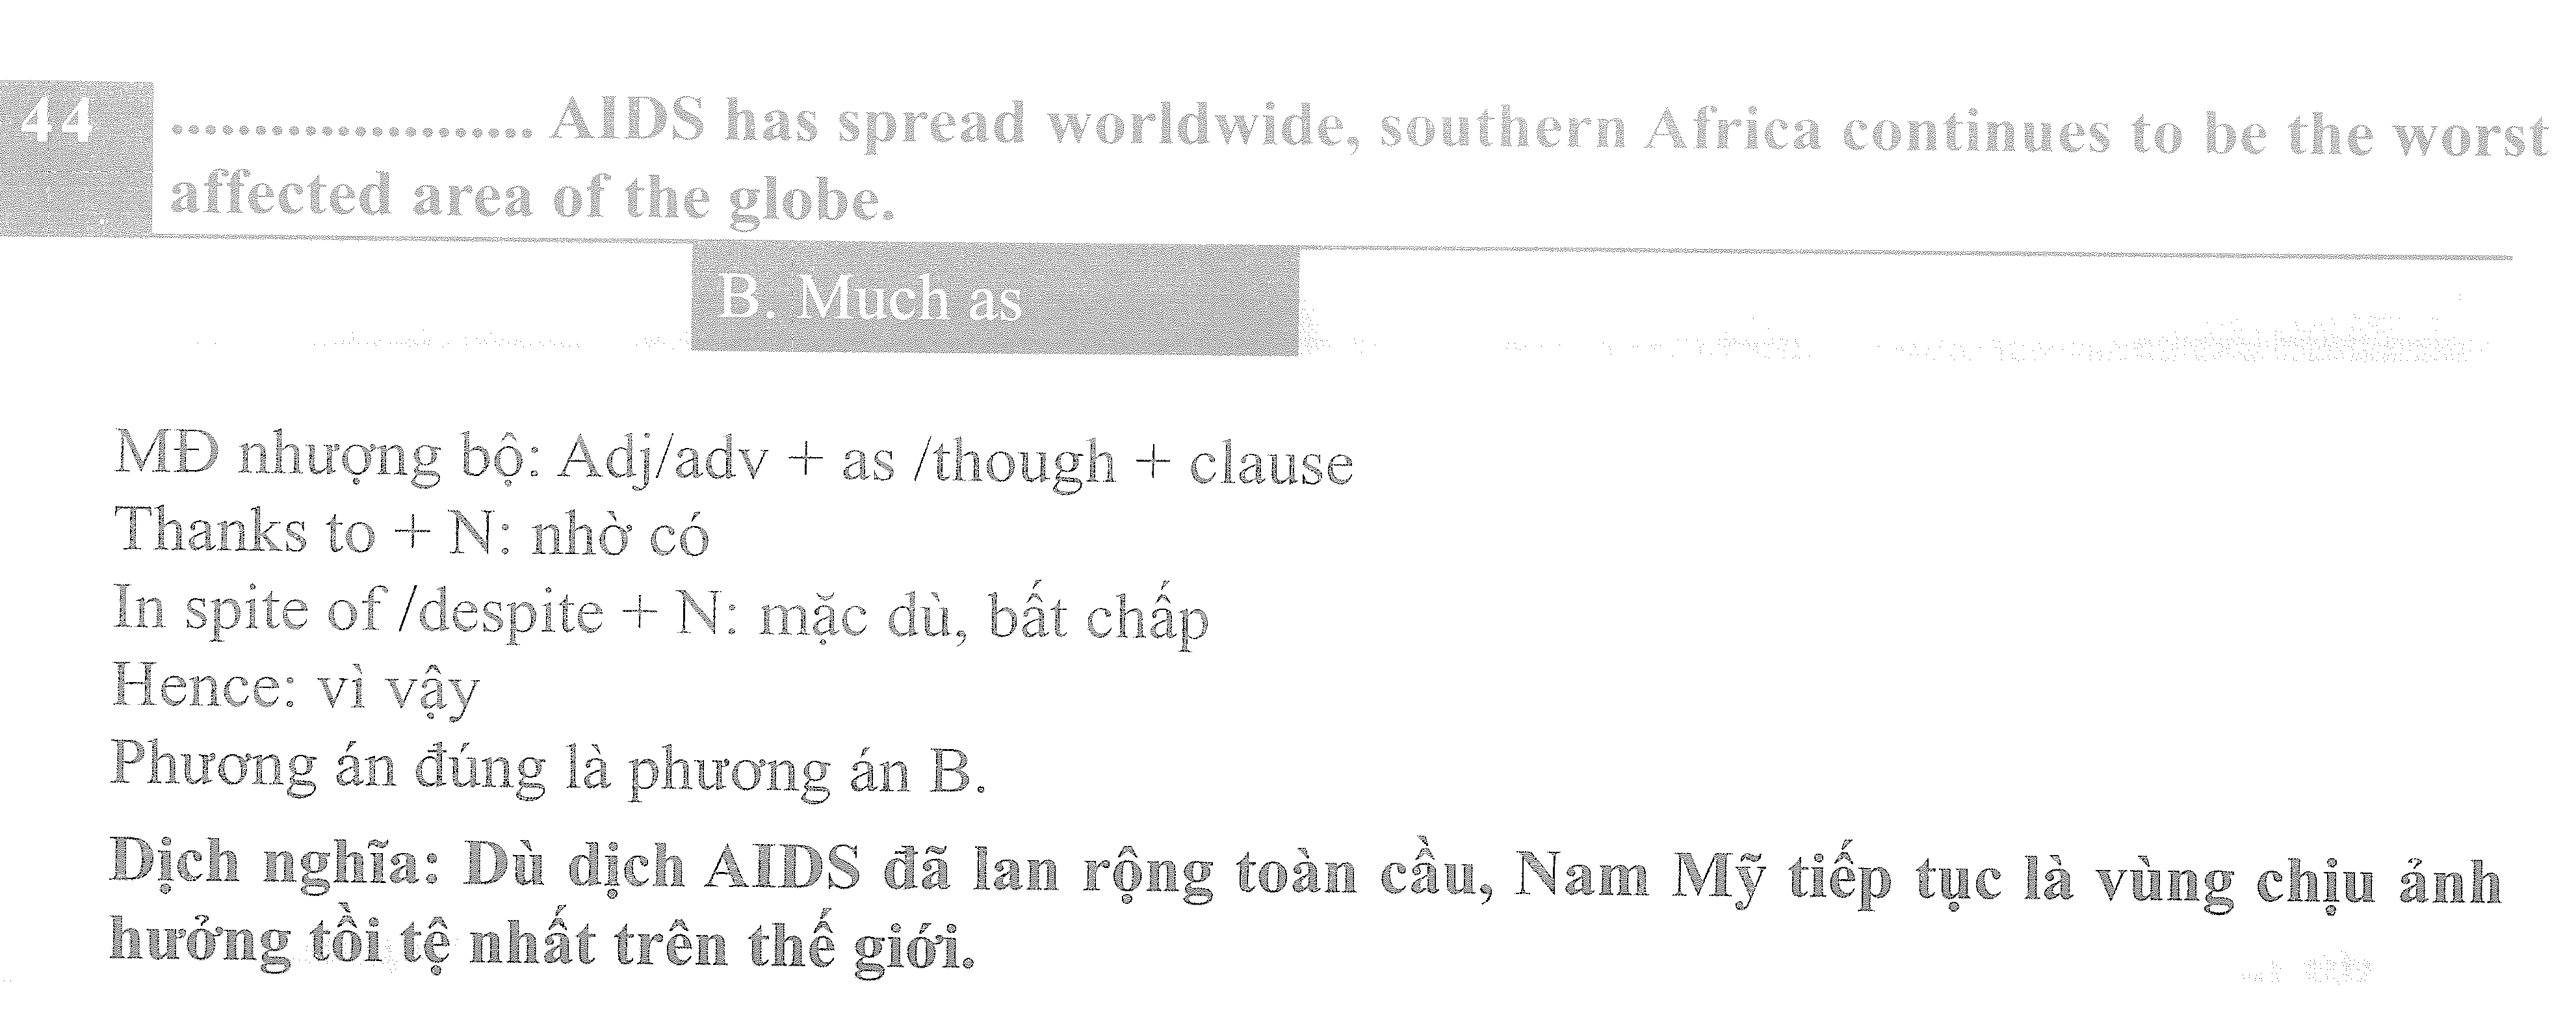 44 ..................... AIDS has spread worldwide, southern Africa continues to be the worst
affected area of the globe.
B. Much as
MĐ nhượng bộ: Adj/adv + as /though + clause
Thanks to + N: nhờ có
In spite of /despite + N: mặc dù, bất chấp
Hence: vì vậy
Phương án đúng là phương án B.
Dịch nghĩa: Dù dịch AIDS đã lan rộng toàn cầu, Nam Mỹ tiếp tục là vùng chịu ảnh
hưởng tồi tệ nhất trên thế giới.